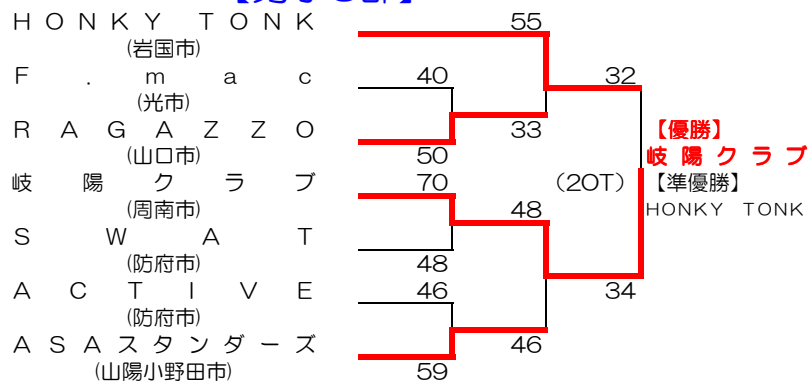 HONKY TONK 55
(岩国市)
F.mac 40 32
(光市)
RAGAZZO 33 【優勝】
(山口市) 50 岐陽クラブ
岐陽クラブ 70 (2OT) 【準優勝】
(周南市) 48 HONKY TONK
SWAT
(防府市) 48
ACTIVE 46 34
(防府市)
ASAスタンダーズ 46
(山陽小野田市) 59